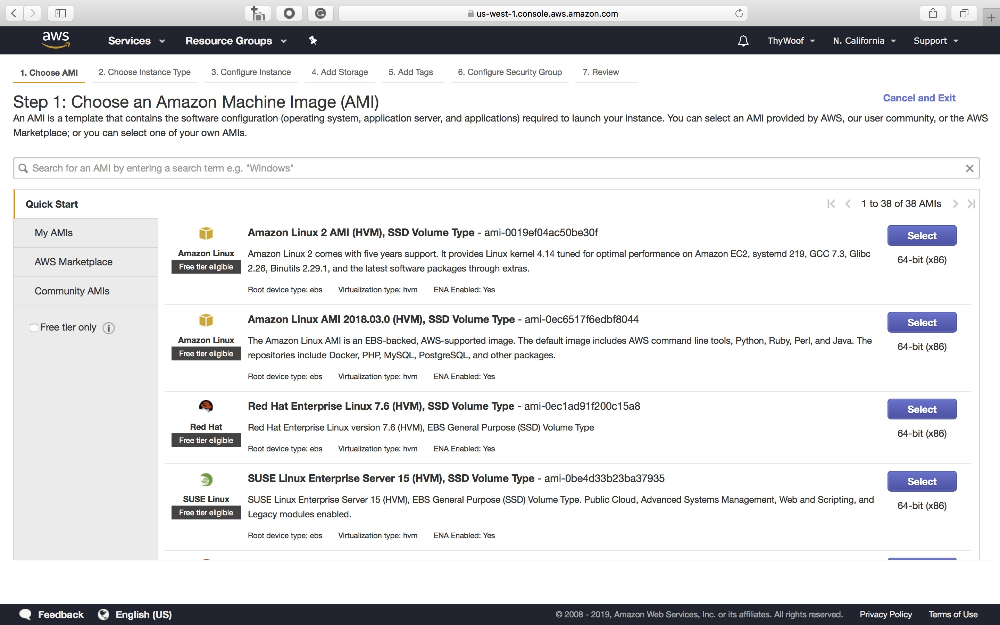 us-west-1.console.aws.amazon.com
aws Services Resource Groups ThyWoof N. California Support
1. Choose AMI 2. Choose Instance Type 3. Configure Instance 4. Add Storage 5. Add Tags 6. Configure Security Group 7. Review
Step 1: Choose an Amazon Machine Image (AMI)
Cancel and Exit
An AMI is a template that contains the software configuration (operating system, application server, and applications) required to launch your instance. You can select an AMI provided by AWS, our user community, or the AWS
Marketplace; or you can select one of your own AMIs.
Search for an AMI by entering a search term e.g. "Windows"
Quick Start
1 to 38 of 38 AMIs
My AMIs
AWS Marketplace
Community AMIs
Free tier only
Amazon Linux
Free tier eligible
Amazon Linux 2 AMI (HVM), SSD Volume Type - ami-0019ef04ac50be30f
Amazon Linux 2 comes with five years support. It provides Linux kernel 4.14 tuned for optimal performance on Amazon EC2, systemd 219, GCC 7.3, Glibc
2.26, Binutils 2.29.1, and the latest software packages through extras.
Root device type: ebs Virtualization type: hvm ENA Enabled: Yes
Select
64-bit (x86)
Amazon Linux
Free tier eligible
Amazon Linux AMI 2018.03.0 (HVM), SSD Volume Type - ami-0ec6517f6edbf8044
The Amazon Linux AMI is an EBS-backed, AWS-supported image. The default image includes AWS command line tools, Python, Ruby, Perl, and Java. The
repositories include Docker, PHP, MySQL, PostgreSQL, and other packages.
Root device type: ebs Virtualization type: hvm ENA Enabled: Yes
Select
64-bit (x86)
Red Hat
Free tier eligible
Red Hat Enterprise Linux 7.6 (HVM), SSD Volume Type - ami-0ec1ad91f200c15a8
Red Hat Enterprise Linux version 7.6 (HVM), EBS General Purpose (SSD) Volume Type
Root device type: ebs Virtualization type: hvm ENA Enabled: Yes
Select
64-bit (x86)
SUSE Linux
Free tier eligible
SUSE Linux Enterprise Server 15 (HVM), SSD Volume Type - ami-0be4d33b23ba37935
SUSE Linux Enterprise Server 15 (HVM), EBS General Purpose (SSD) Volume Type. Public Cloud, Advanced Systems Management, Web and Scripting, and
Legacy modules enabled.
Root device type: ebs Virtualization type: hvm ENA Enabled: Yes
Select
64-bit (x86)
Feedback English (US) © 2008 - 2019, Amazon Web Services, Inc. or its affiliates. All rights reserved. Privacy Policy Terms of Use